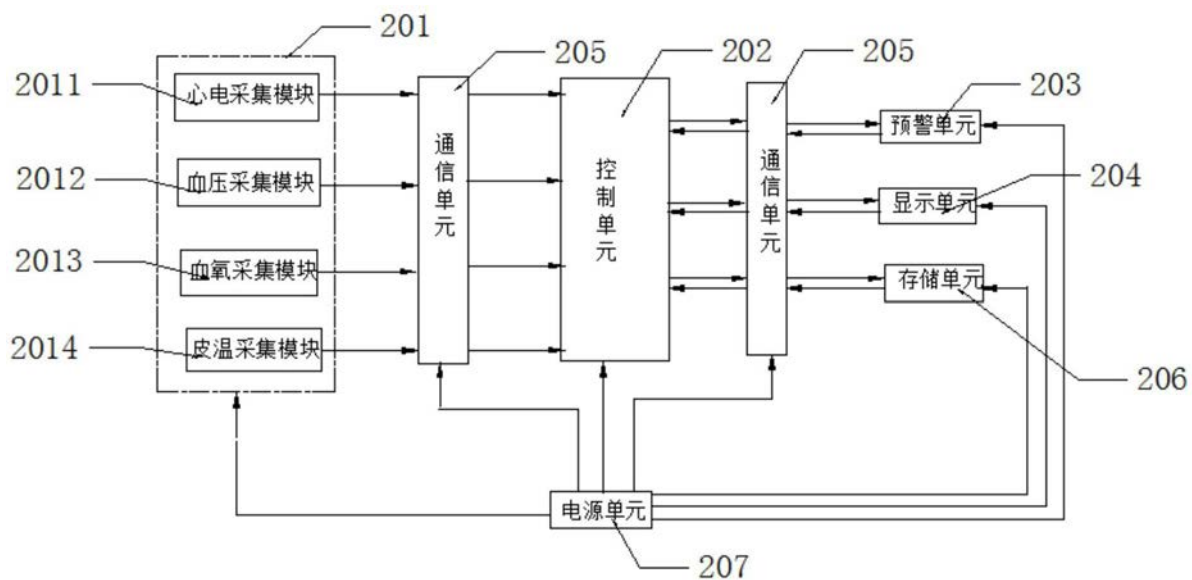 201
205
202
205
2011
心电采集模块
203
预警单元
2012
血压采集模块
通信单元
控制单元
通信单元
204
显示单元
2013
血氧采集模块
存储单元
2014
皮温采集模块
206
电源单元
207